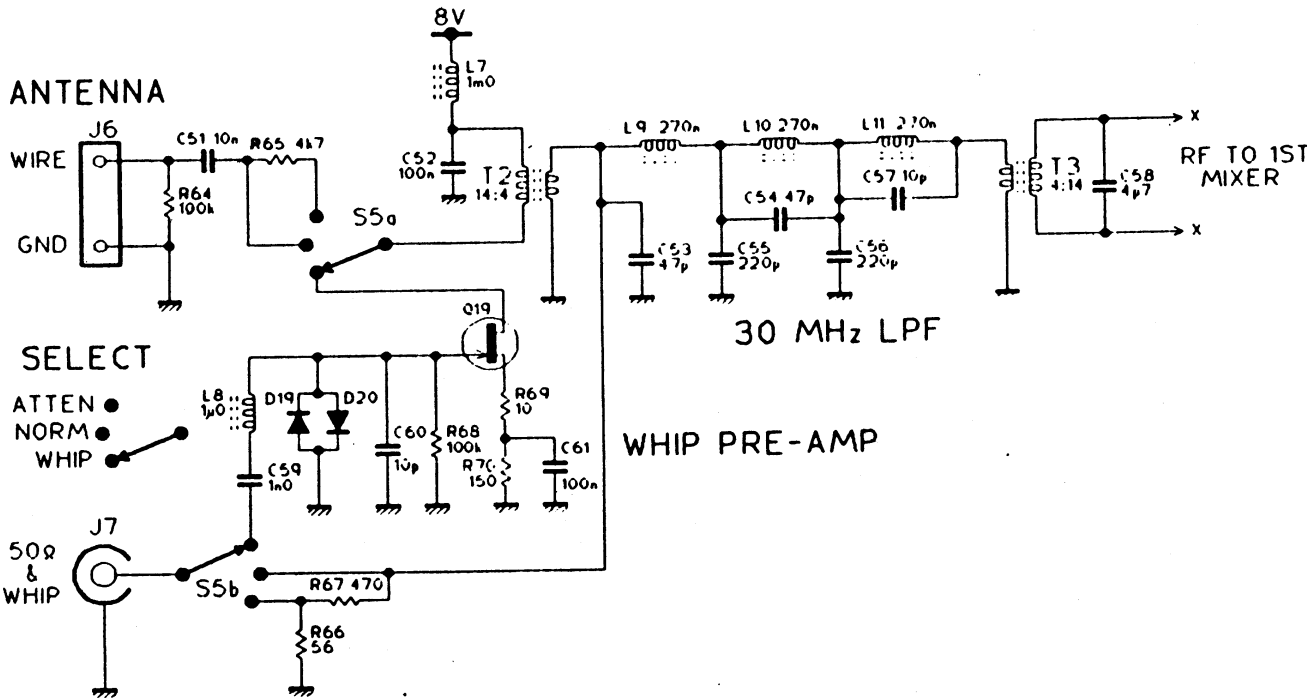 8V
L7
1m0
ANTENNA
J6
WIRE
GND
C51 10n
R65 4k7
R64
100k
C52
100n
T2
14:4
S5a
L9 270n
L10 270n
L11 270n
C57 10p
C54 47p
C53
47p
C55
220p
C56
220p
T3
4:14
C58
4µ7
X
RF TO 1ST
MIXER
X
30 MHz LPF
Q19
SELECT
ATTEN
NORM
WHIP
L8
1µ0
D19
D20
C60
10p
R68
100k
R69
10
R70
150
C61
100n
WHIP PRE-AMP
C59
1n0
J7
50Ω
&
WHIP
S5b
R67 470
R66
56